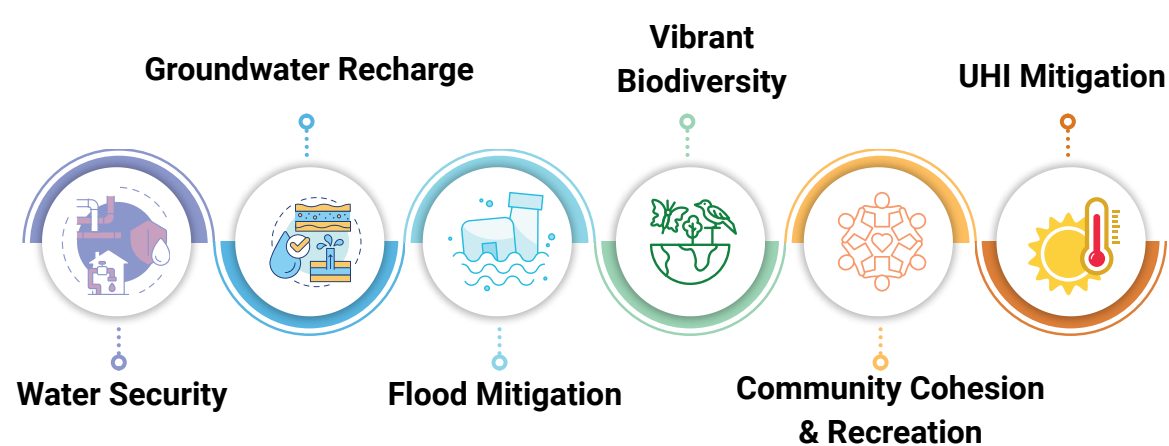 Water Security
Groundwater Recharge
Flood Mitigation
Vibrant
Biodiversity
Community Cohesion
& Recreation
UHI Mitigation